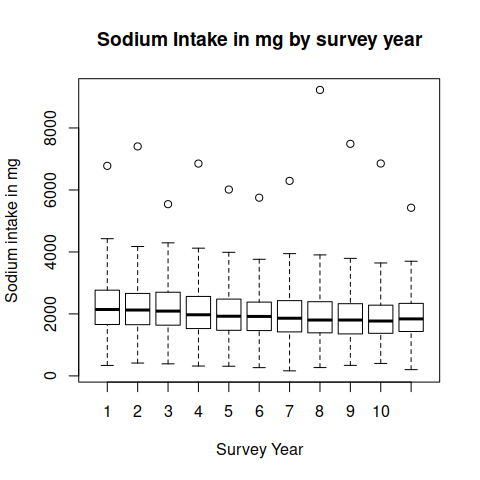 Sodium Intake in mg by survey year
Sodium intake in mg
8000
6000
4000
2000
0
1 2 3 4 5 6 7 8 9 10
Survey Year